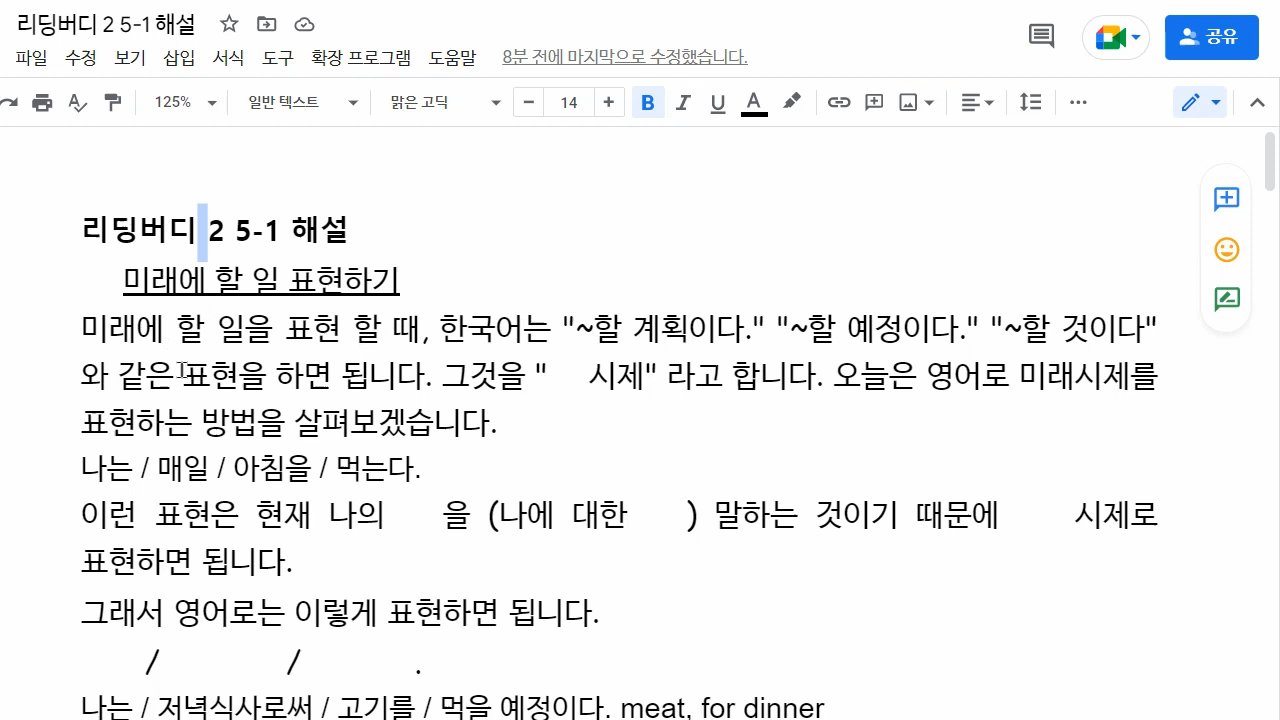 리딩버디 2 5-1 해설
파일 수정 보기 삽입 서식 도구 확장 프로그램 도움말 8분 전에 마지막으로 수정했습니다.
공유
125% 일반 텍스트 맑은 고딕 − 14 + B I U A
리딩버디 2 5-1 해설
미래에 할 일 표현하기
미래에 할 일을 표현 할 때, 한국어는 "~할 계획이다." "~할 예정이다." "~할 것이다"
와 같은 표현을 하면 됩니다. 그것을 " 시제" 라고 합니다. 오늘은 영어로 미래시제를
표현하는 방법을 살펴보겠습니다.
나는 / 매일 / 아침을 / 먹는다.
이런 표현은 현재 나의 을 (나에 대한 ) 말하는 것이기 때문에 시제로
표현하면 됩니다.
그래서 영어로는 이렇게 표현하면 됩니다.
/ / .
나는 / 저녁식사로써 / 고기를 / 먹을 예정이다. meat, for dinner